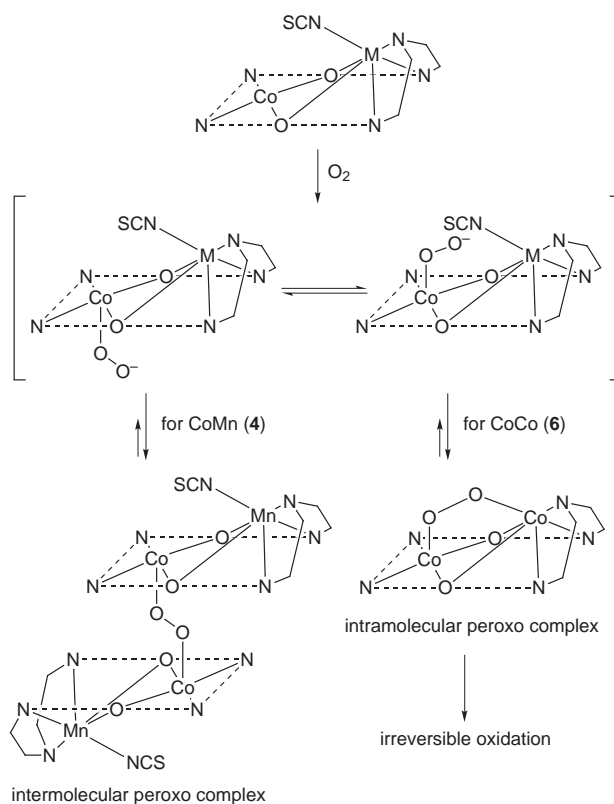 SCN
N
M
N O N
Co
N O N
O₂
SCN
N
M
N O N
Co
N O N
O
O⁻
SCN
O O⁻
N
M
O
N O N
Co
N O N
for CoMn (4)
for CoCo (6)
SCN
N
Mn
N O N
Co
N O N
O
O
N O N
Co
N O N
Mn
N
NCS
intermolecular peroxo complex
O
N
O Co
N O N
Co
N O N
intramolecular peroxo complex
irreversible oxidation